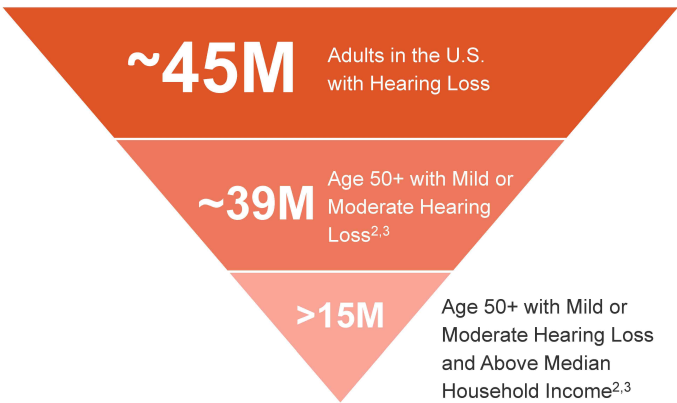 ~45M
Adults in the U.S.
with Hearing Loss
~39M
Age 50+ with Mild or
Moderate Hearing
Loss2,3
>15M
Age 50+ with Mild or
Moderate Hearing Loss
and Above Median
Household Income2,3